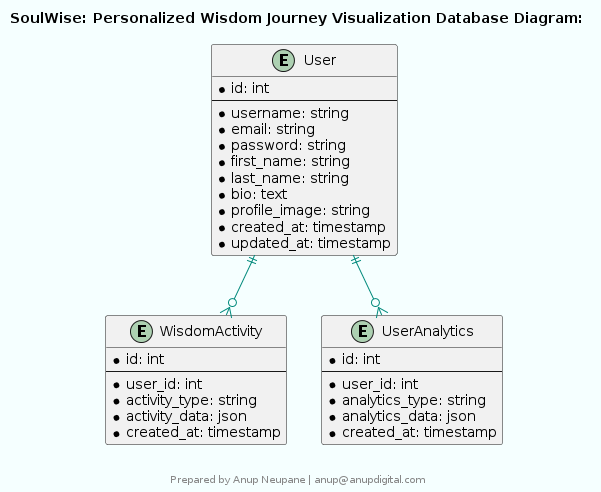 SoulWise: Personalized Wisdom Journey Visualization Database Diagram:
E User
id: int
username: string
email: string
password: string
first_name: string
last_name: string
bio: text
profile_image: string
created_at: timestamp
updated_at: timestamp
E WisdomActivity
id: int
user_id: int
activity_type: string
activity_data: json
created_at: timestamp
E UserAnalytics
id: int
user_id: int
analytics_type: string
analytics_data: json
created_at: timestamp
Prepared by Anup Neupane | anup@anupdigital.com